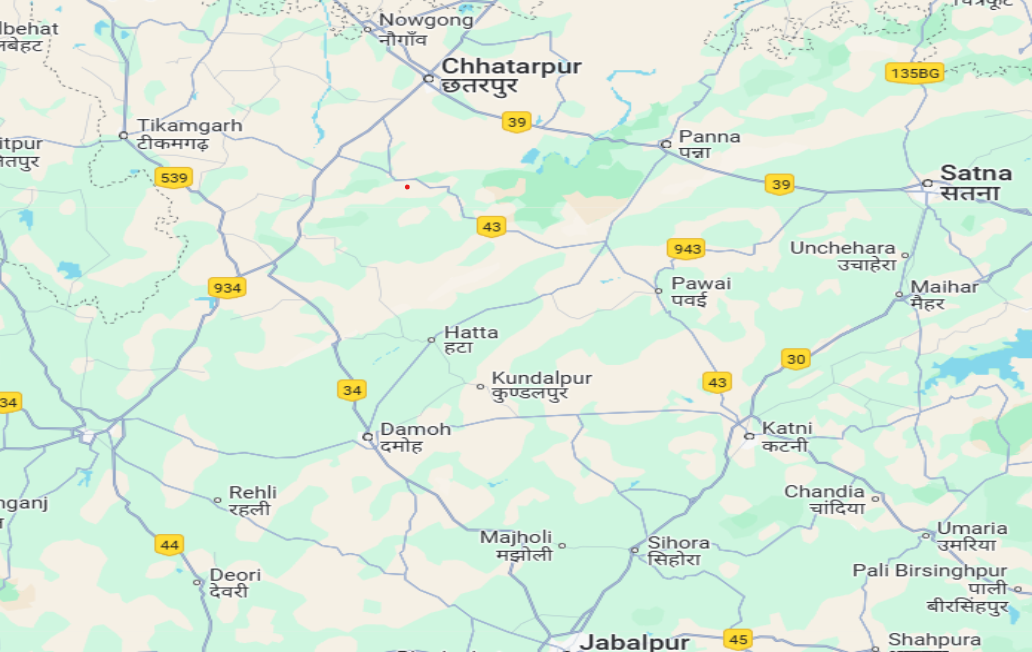 चित्रकूट
Nowgong
नौगाँव
Chhatarpur
छतरपुर
135BG
39
Tikamgarh
टीकमगढ़
Panna
पन्ना
539
39
Satna
सतना
43
943
Unchehara
उचाहेरा
934
Pawai
पवई
Maihar
मैहर
Hatta
हटा
30
Kundalpur
कुण्डलपुर
34
43
34
Damoh
दमोह
Katni
कटनी
Rehli
रहली
Chandia
चांदिया
44
Majholi
मझोली
Sihora
सिहोरा
Umaria
उमरिया
Deori
देवरी
Pali Birsinghpur
पाली
बीरसिंहपुर
Jabalpur
45
Shahpura